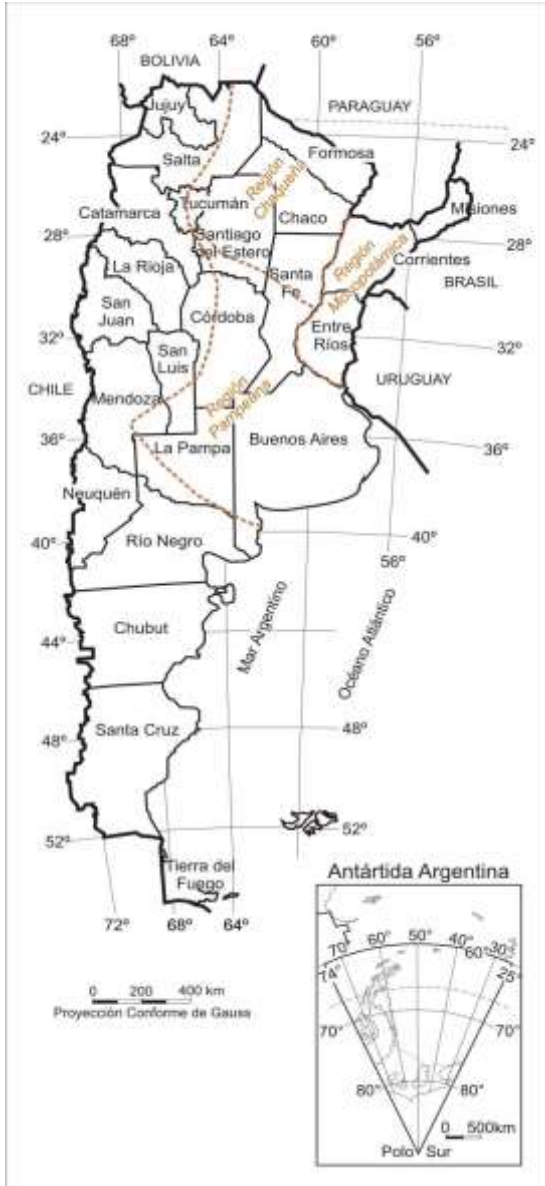 68º
64º
60º
56º
BOLIVIA
PARAGUAY
Jujuy
24º
24º
Formosa
Salta
Región
Chaqueña
Tucumán
Catamarca
Chaco
Misiones
28º
28º
Santiago
del Estero
Región
Mesopotámica
Corrientes
La Rioja
Santa
Fe
BRASIL
San
Juan
Córdoba
Entre
Ríos
32º
32º
San
Luis
URUGUAY
CHILE
Mendoza
Región
Pampeana
36º
36º
La Pampa
Buenos Aires
Neuquén
40º
40º
Río Negro
56º
Mar Argentino
Océano Atlántico
Chubut
44º
Santa Cruz
48º
48º
52º
52º
Tierra del
Fuego
72º
68º
64º
Antártida Argentina
74º
70º
60º
50º
40º
60º
30º
25º
70º
70º
80º
80º
0 500km
Polo Sur
0 200 400 km
Proyección Conforme de Gauss